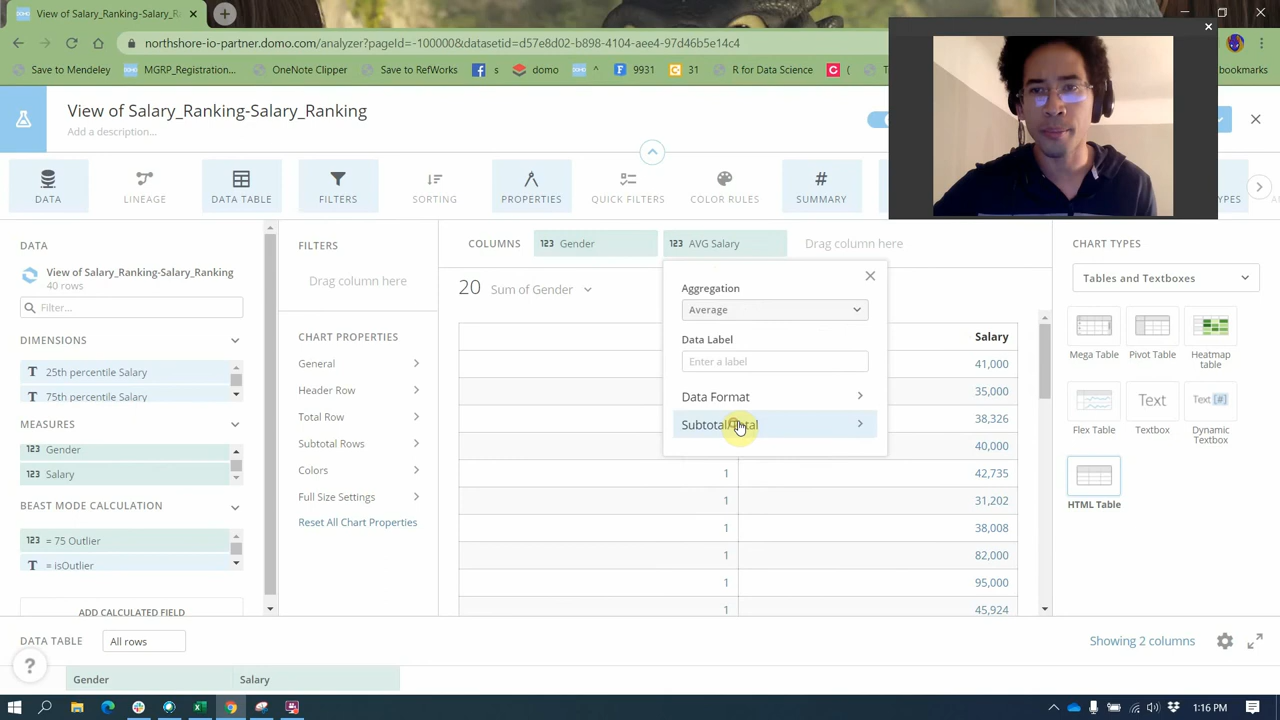 View of Salary_Ranking-Salary_R
northshore-io-partner.domo.com/analyzer?pageId=-100000&datasetid=d57e8d02-b898-4104-aee4-97d46b5e14c4
Save to Mendeley
MGRP_Registration...
OneNote Clipper
Save to RefWorks
s
domo
^
9931
31
R for Data Science
bookmarks
View of Salary_Ranking-Salary_Ranking
Add a description...
DATA
LINEAGE
DATA TABLE
FILTERS
SORTING
PROPERTIES
QUICK FILTERS
COLOR RULES
SUMMARY
YPES
DATA
View of Salary_Ranking-Salary_Ranking
40 rows
Filter...
DIMENSIONS
T 25th percentile Salary
T 75th percentile Salary
MEASURES
Gender
Salary
BEAST MODE CALCULATION
123 = 75 Outlier
T = isOutlier
ADD CALCULATED FIELD
FILTERS
Drag column here
CHART PROPERTIES
General
Header Row
Total Row
Subtotal Rows
Colors
Full Size Settings
Reset All Chart Properties
COLUMNS
123 Gender
123 AVG Salary
Drag column here
20 Sum of Gender
Aggregation
Average
Data Label
Enter a label
Data Format
Salary
41,000
35,000
38,326
40,000
1 42,735
1 31,202
1 38,008
1 82,000
1 95,000
1 45,924
CHART TYPES
Tables and Textboxes
Mega Table
Pivot Table
Heatmap table
Text
Text [#]
Flex Table
Textbox
Dynamic Textbox
HTML Table
DATA TABLE
All rows
Showing 2 columns
?
Gender
Salary
1:16 PM